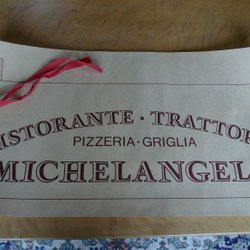 ISTORANTE · TRATTOR
PIZZERIA · GRIGLIA
MICHELANGEL